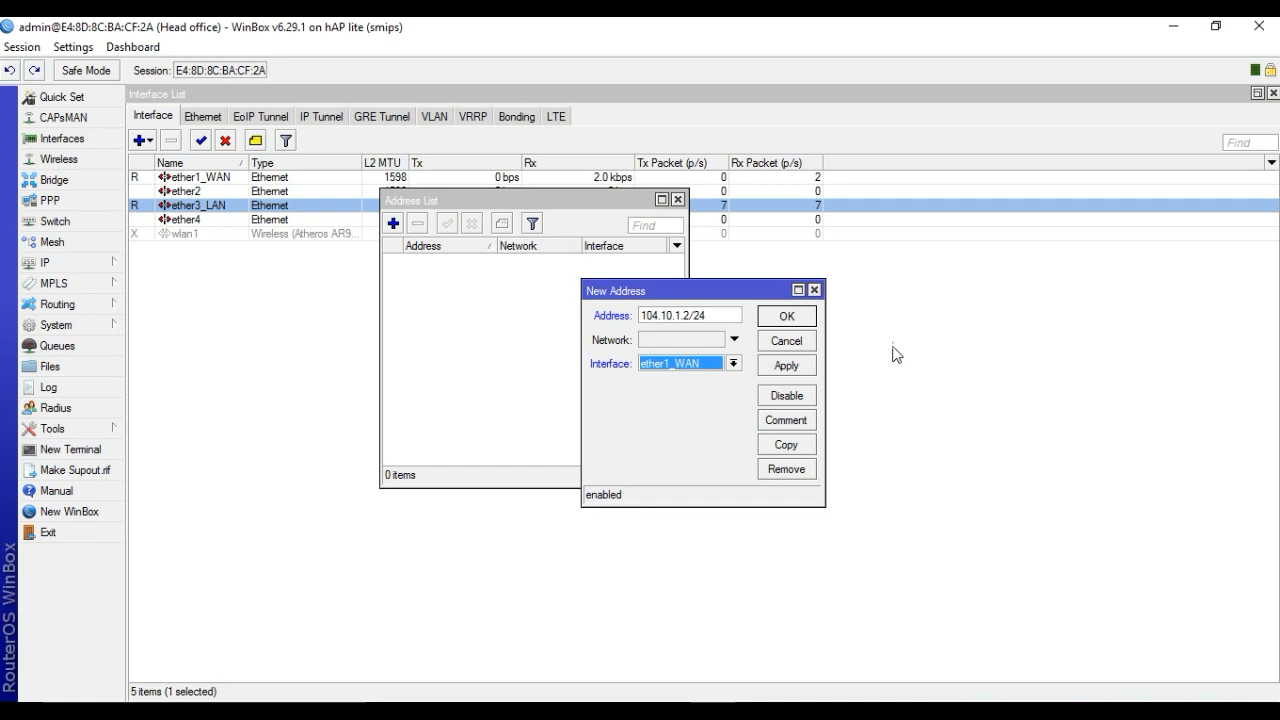 admin@E4:8D:8C:BA:CF:2A (Head office) - WinBox v6.29.1 on hAP lite (smips)
Session Settings Dashboard
Safe Mode Session: E4:8D:8C:BA:CF:2A
Quick Set
CAPsMAN
Interfaces
Wireless
Bridge
PPP
Switch
Mesh
IP
MPLS
Routing
System
Queues
Files
Log
Radius
Tools
New Terminal
Make Supout.rif
Manual
New WinBox
Exit
RouterOS WinBox
Interface List
Interface Ethernet EoIP Tunnel IP Tunnel GRE Tunnel VLAN VRRP Bonding LTE
Find
Name Type L2 MTU Tx Rx Tx Packet (p/s) Rx Packet (p/s)
R ether1_WAN Ethernet 1598 0 bps 2.0 kbps 0 2
ether2 Ethernet 0 0
R ether3_LAN Ethernet 7 7
ether4 Ethernet 0 0
X wlan1 Wireless (Atheros AR9... 0 0
5 items (1 selected)
Address List
Find
Address Network Interface
0 items
New Address
Address: 104.10.1.2/24 OK
Network: Cancel
Interface: ether1_WAN Apply
Disable
Comment
Copy
Remove
enabled